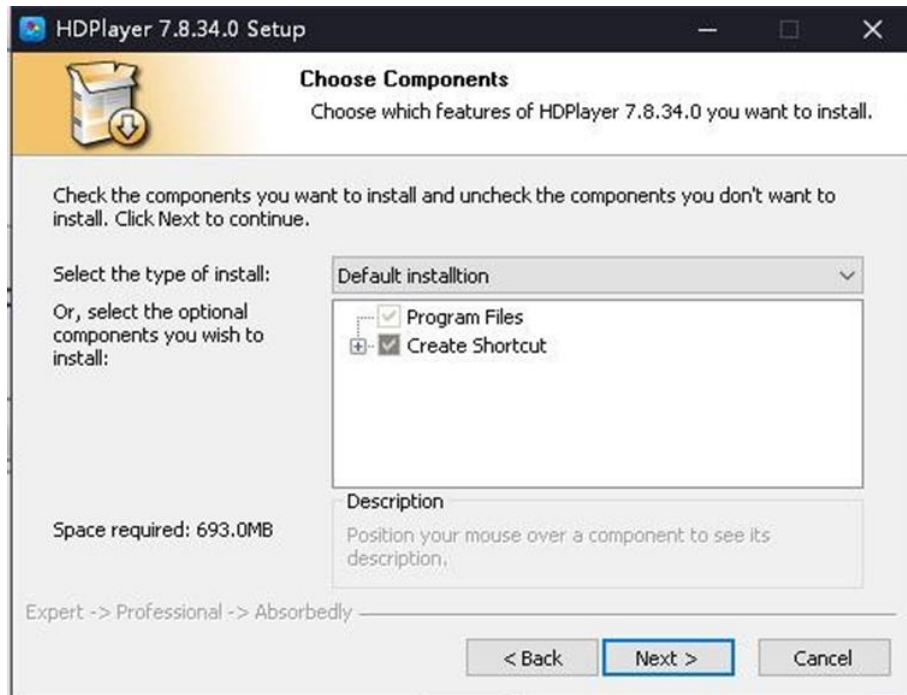 HDPlayer 7.8.34.0 Setup
Choose Components
Choose which features of HDPlayer 7.8.34.0 you want to install.
Check the components you want to install and uncheck the components you don't want to
install. Click Next to continue.
Select the type of install:
Default installtion
Or, select the optional
components you wish to
install:
Program Files
Create Shortcut
Space required: 693.0MB
Description
Position your mouse over a component to see its
description.
Expert -> Professional -> Absorbedly
< Back
Next >
Cancel